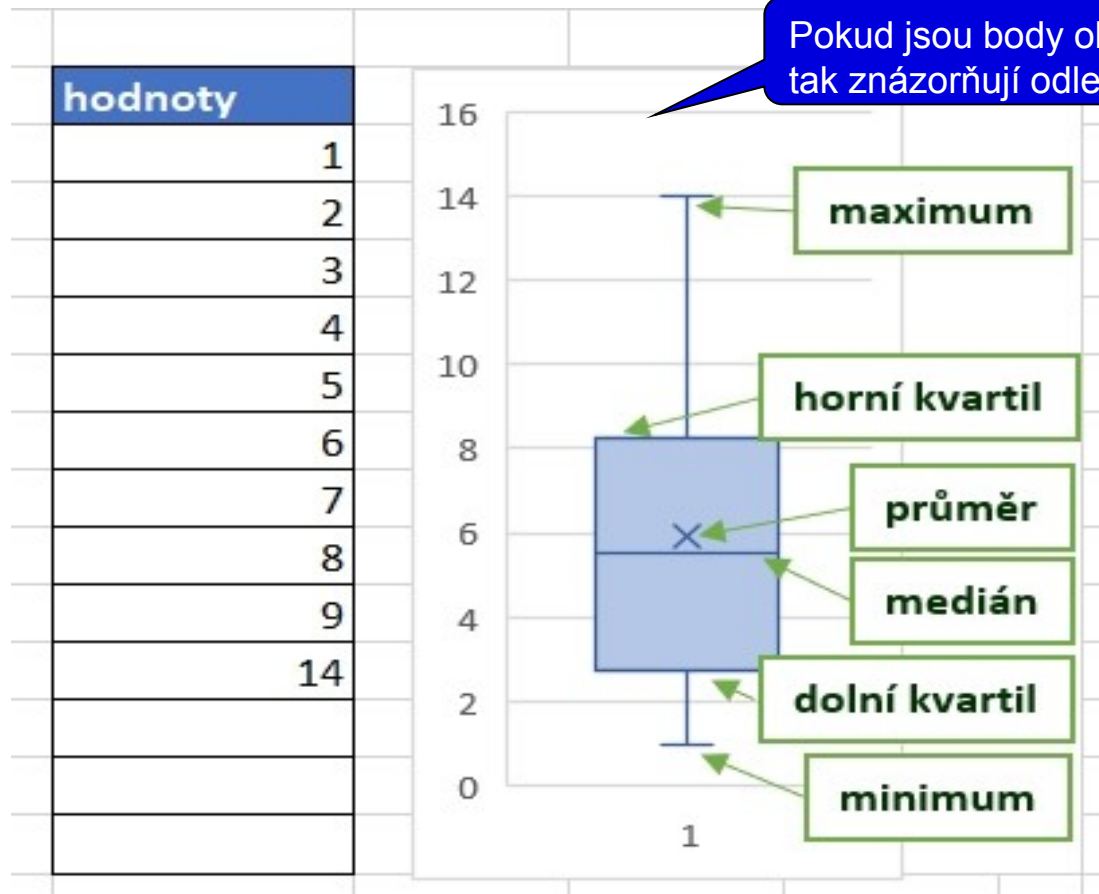 Pokud jsou body
tak znázorňují
hodnoty
1
2
3
4
5
6
7
8
9
14
16
14
12
10
8
6
4
2
0
1
maximum
horní kvartil
průměr
medián
dolní kvartil
minimum